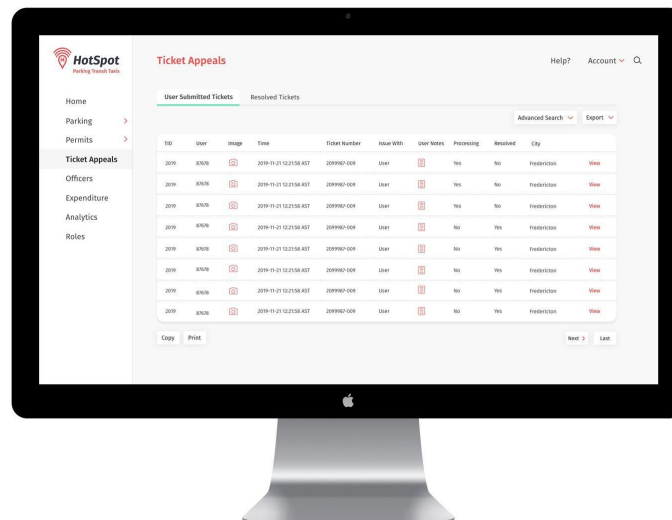 HotSpot
Parking Transit Taxis
Home
Parking
Permits
Ticket Appeals
Officers
Expenditure
Analytics
Roles
Ticket Appeals
Help? Account
User Submitted Tickets Resolved Tickets
Advanced Search Export
TID User Image Time Ticket Number Issue With User Notes Processing Resolved City
2019 87678 2019-11-21 12:21:58 AST 2099987-009 User Yes No Fredericton View
2019 87678 2019-11-21 12:21:58 AST 2099987-009 User Yes No Fredericton View
2019 87678 2019-11-21 12:21:58 AST 2099987-009 User Yes No Fredericton View
2019 87678 2019-11-21 12:21:58 AST 2099987-009 User No Yes Fredericton View
2019 87678 2019-11-21 12:21:58 AST 2099987-009 User No Yes Fredericton View
2019 87678 2019-11-21 12:21:58 AST 2099987-009 User No Yes Fredericton View
2019 87678 2019-11-21 12:21:58 AST 2099987-009 User No Yes Fredericton View
2019 87678 2019-11-21 12:21:58 AST 2099987-009 User No Yes Fredericton View
Copy Print
Next Last